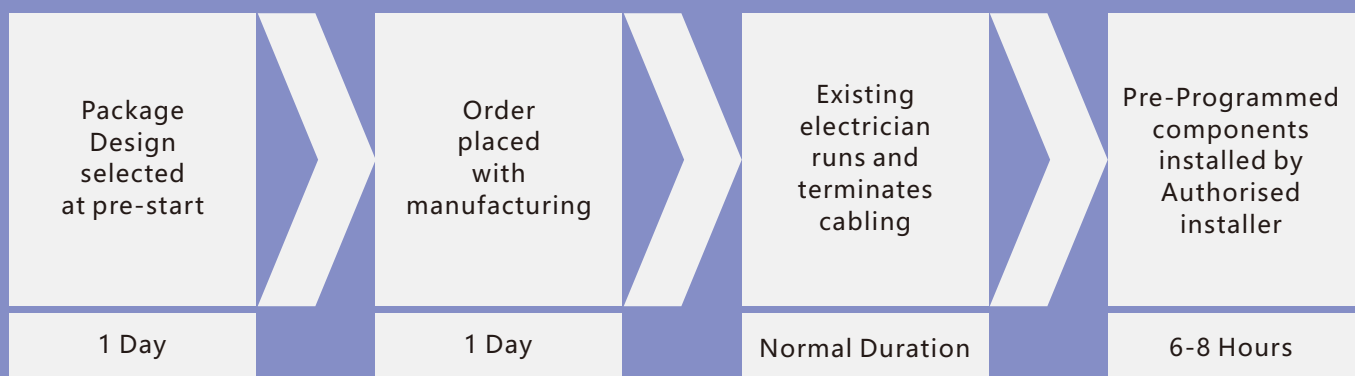 Package
Design
selected
at pre-start
Order
placed
with
manufacturing
Existing
electrician
runs and
terminates
cabling
Pre-Programmed
components
installed by
Authorised
installer
1 Day
1 Day
Normal Duration
6-8 Hours